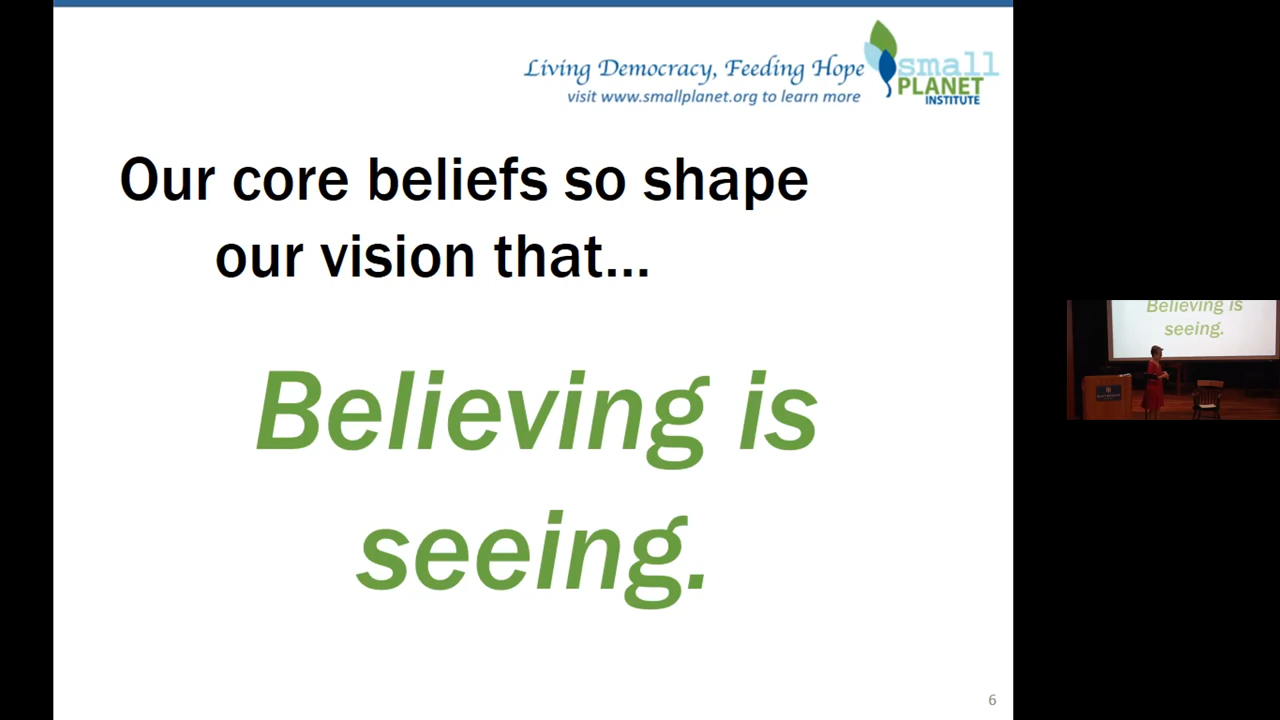 Living Democracy, Feeding Hope
visit www.smallplanet.org to learn more
small
PLANET
INSTITUTE
Our core beliefs so shape
our vision that...
Believing is
seeing.
6
Believing is
seeing.